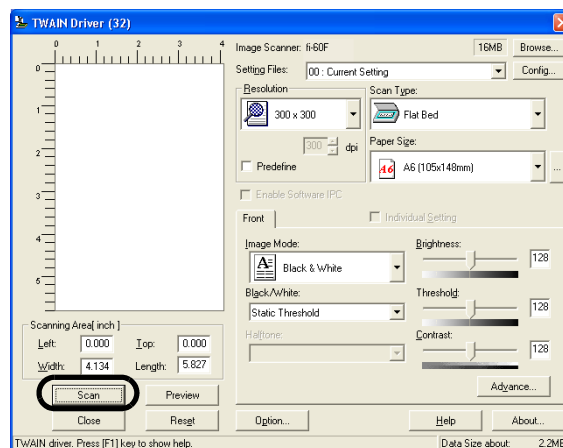 TWAIN Driver (32)
0 1 2 3 4
Image Scanner: fi-60F 16MB Browse...
Setting Files: 00 : Current Setting Config...
0
1
2
3
4
5
Resolution
300 x 300
300 dpi
Predefine
Scan Type:
Flat Bed
Paper Size:
A6 A6 (105x148mm) ...
Enable Software IPC
Front Individual Setting
Image Mode:
Black & White
Black/White:
Static Threshold
Halftone:
Brightness:
128
Threshold:
128
Contrast:
128
Scanning Area[ inch ]
Left: 0.000 Top: 0.000
Width: 4.134 Length: 5.827
Scan Preview
Advance...
Close Reset Option... Help About...
TWAIN driver. Press [F1] key to show help. Data Size about: 2.2MB